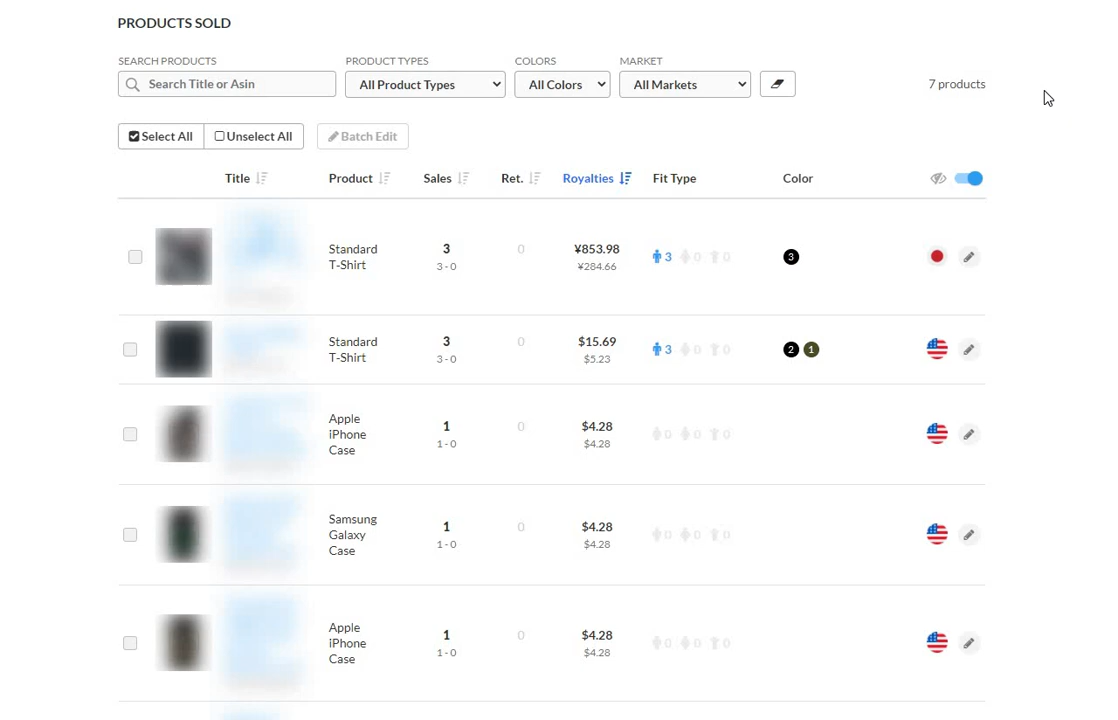 PRODUCTS SOLD
SEARCH PRODUCTS PRODUCT TYPES COLORS MARKET
Search Title or Asin All Product Types All Colors All Markets 7 products
Select All Unselect All Batch Edit
Title Product Sales Ret. Royalties Fit Type Color
Standard T-Shirt 3 0 ¥853.98 3 0 0 3
3 - 0 ¥284.66
Standard T-Shirt 3 0 $15.69 3 0 0 2 1
3 - 0 $5.23
Apple iPhone Case 1 0 $4.28 0 0 0
1 - 0 $4.28
Samsung Galaxy Case 1 0 $4.28 0 0 0
1 - 0 $4.28
Apple iPhone Case 1 0 $4.28 0 0 0
1 - 0 $4.28